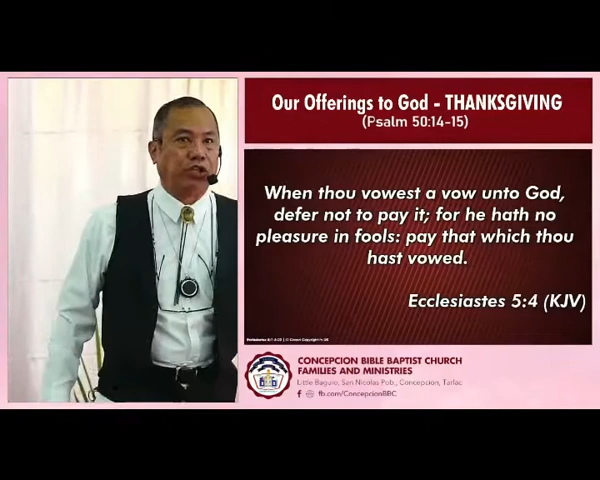 Our Offerings to God - THANKSGIVING
(Psalm 50:14-15)
When thou vowest a vow unto God,
defer not to pay it; for he hath no
pleasure in fools: pay that which thou
hast vowed.
Ecclesiastes 5:4 (KJV)
CONCEPCION BIBLE BAPTIST CHURCH
FAMILIES AND MINISTRIES
Little Baguio, San Nicolas Pob., Concepcion, Tarlac
fb.com/ConcepcionBBC